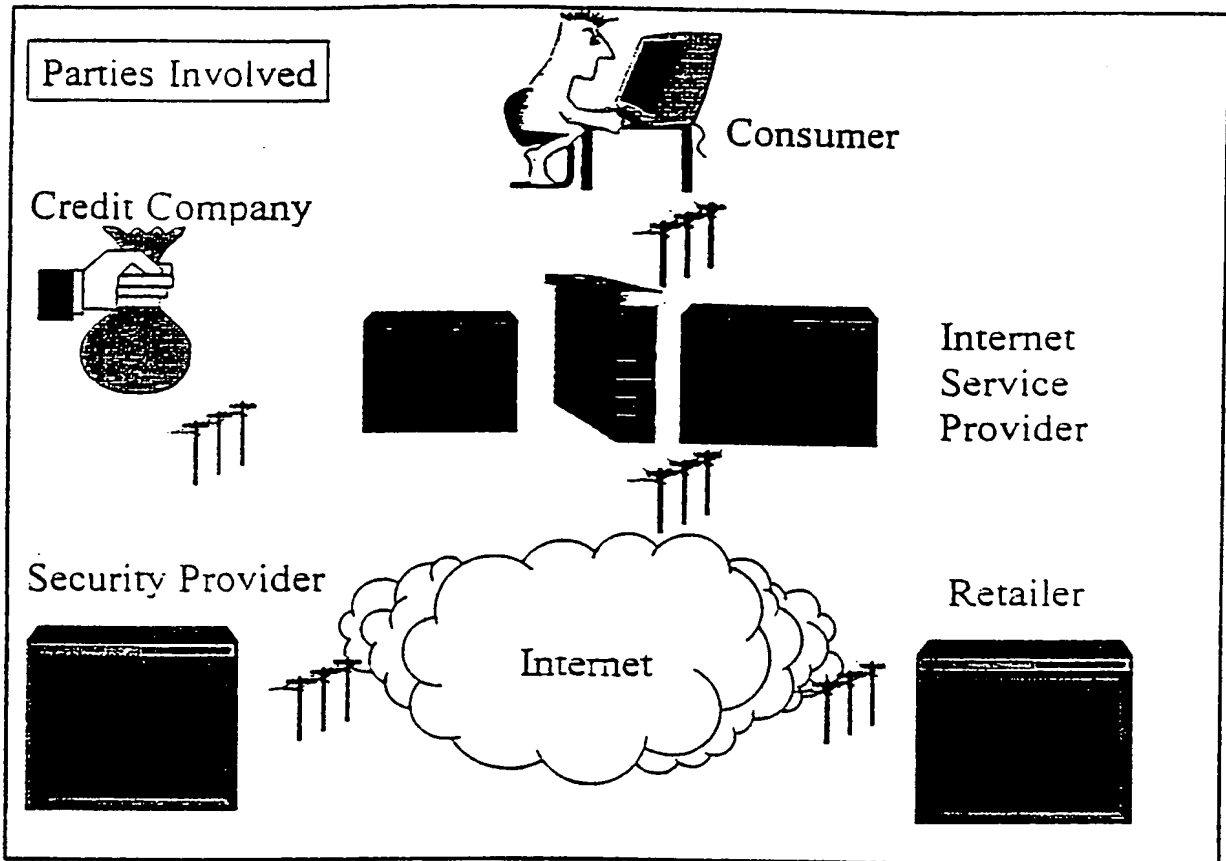 Parties Involved
Consumer
Credit Company
Internet
Service
Provider
Security Provider
Retailer
Internet